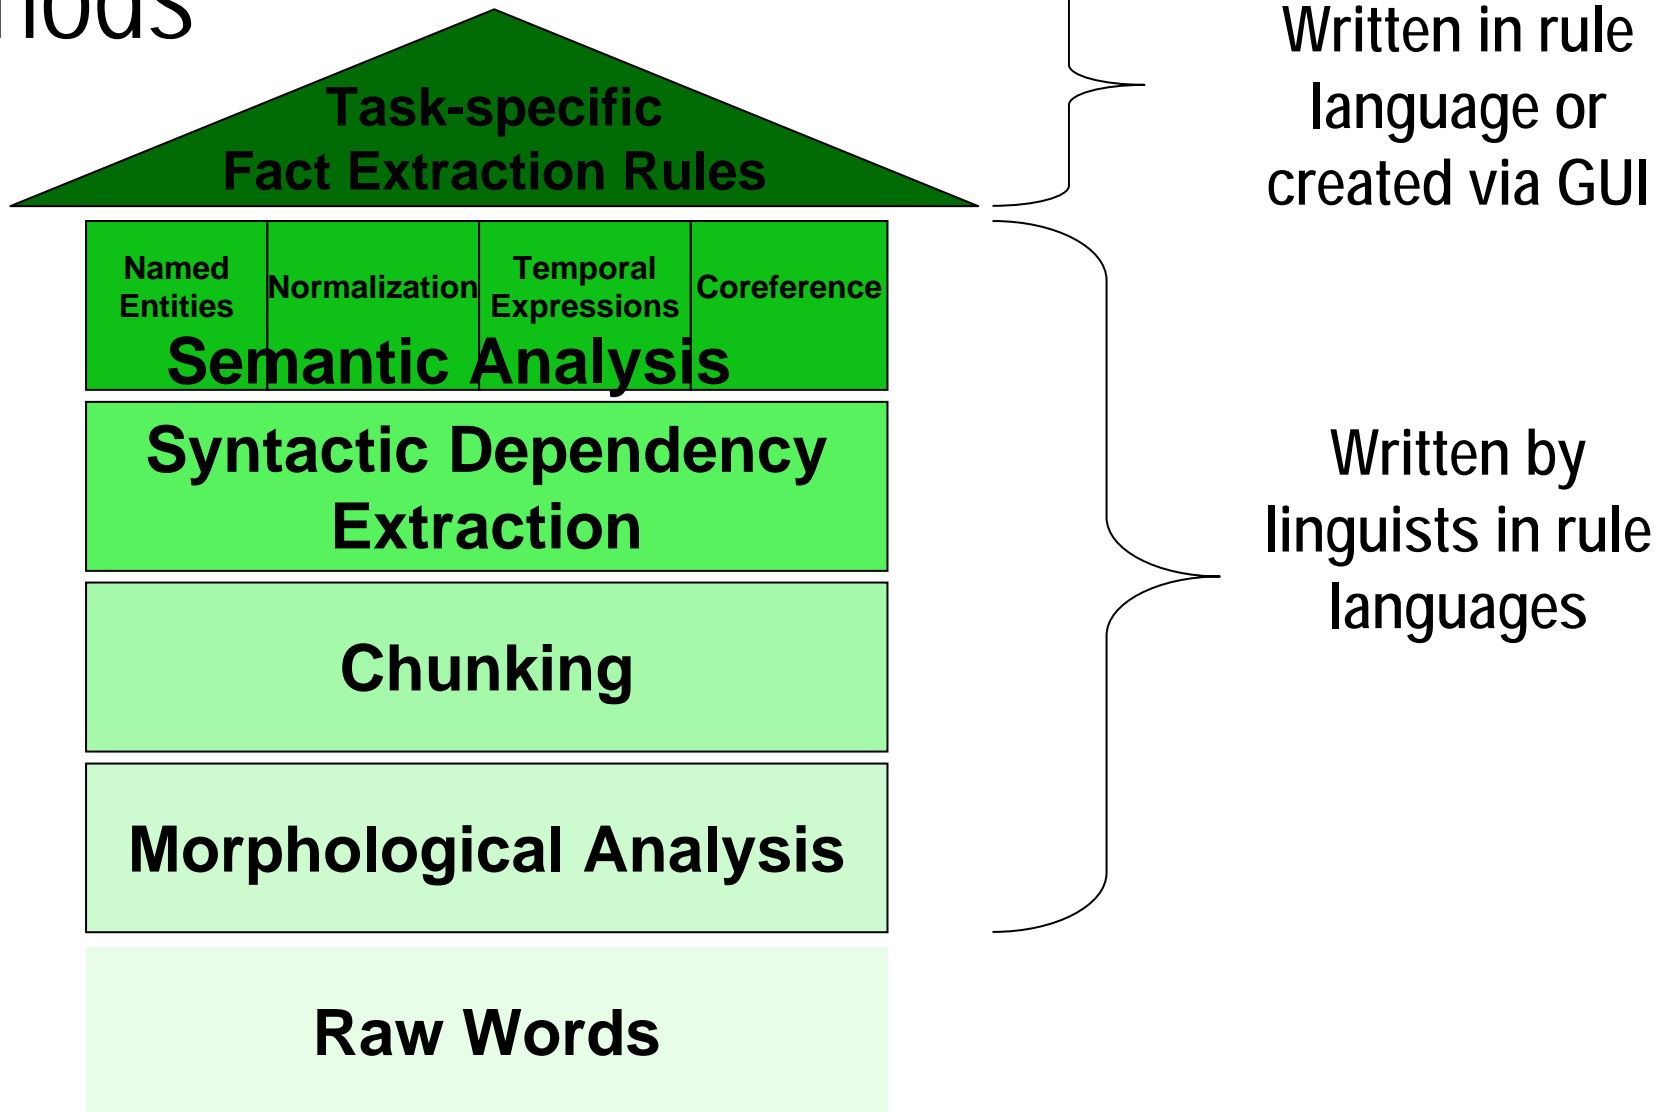 Task-specific
Fact Extraction Rules
Written in rule
language or
created via GUI
Named
Entities
Normalization
Temporal
Expressions
Coreference
Semantic Analysis
Syntactic Dependency
Extraction
Chunking
Morphological Analysis
Raw Words
Written by
linguists in rule
languages